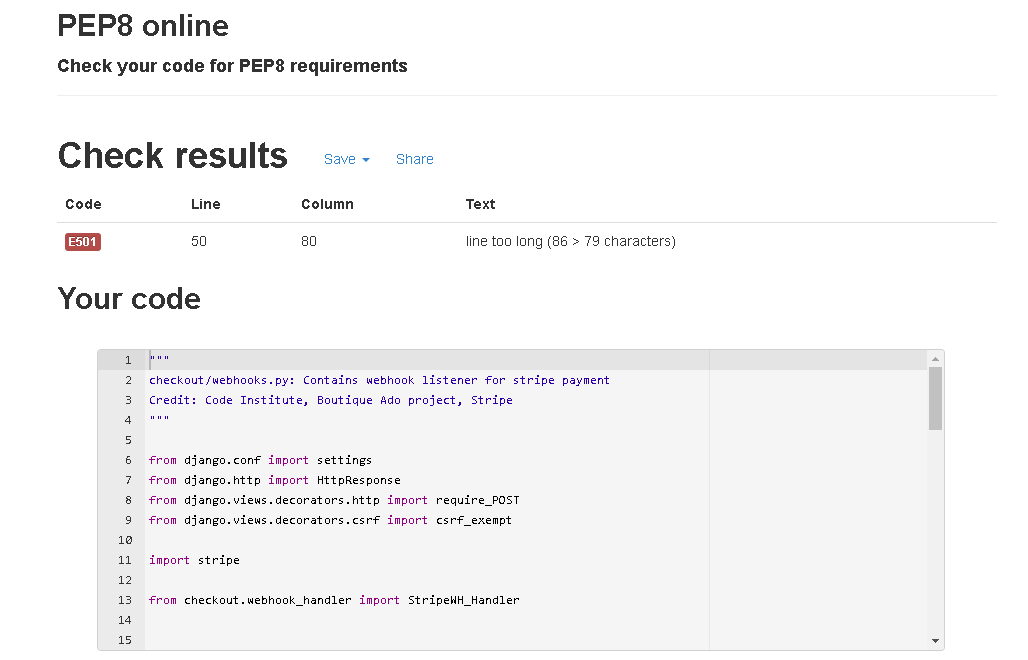 PEP8 online
Check your code for PEP8 requirements
Check results Save Share
Code Line Column Text
E501 50 80 line too long (86 > 79 characters)
Your code
1 """
2 checkout/webhooks.py: Contains webhook listener for stripe payment
3 Credit: Code Institute, Boutique Ado project, Stripe
4 """
5
6 from django.conf import settings
7 from django.http import HttpResponse
8 from django.views.decorators.http import require_POST
9 from django.views.decorators.csrf import csrf_exempt
10
11 import stripe
12
13 from checkout.webhook_handler import StripeWH_Handler
14
15